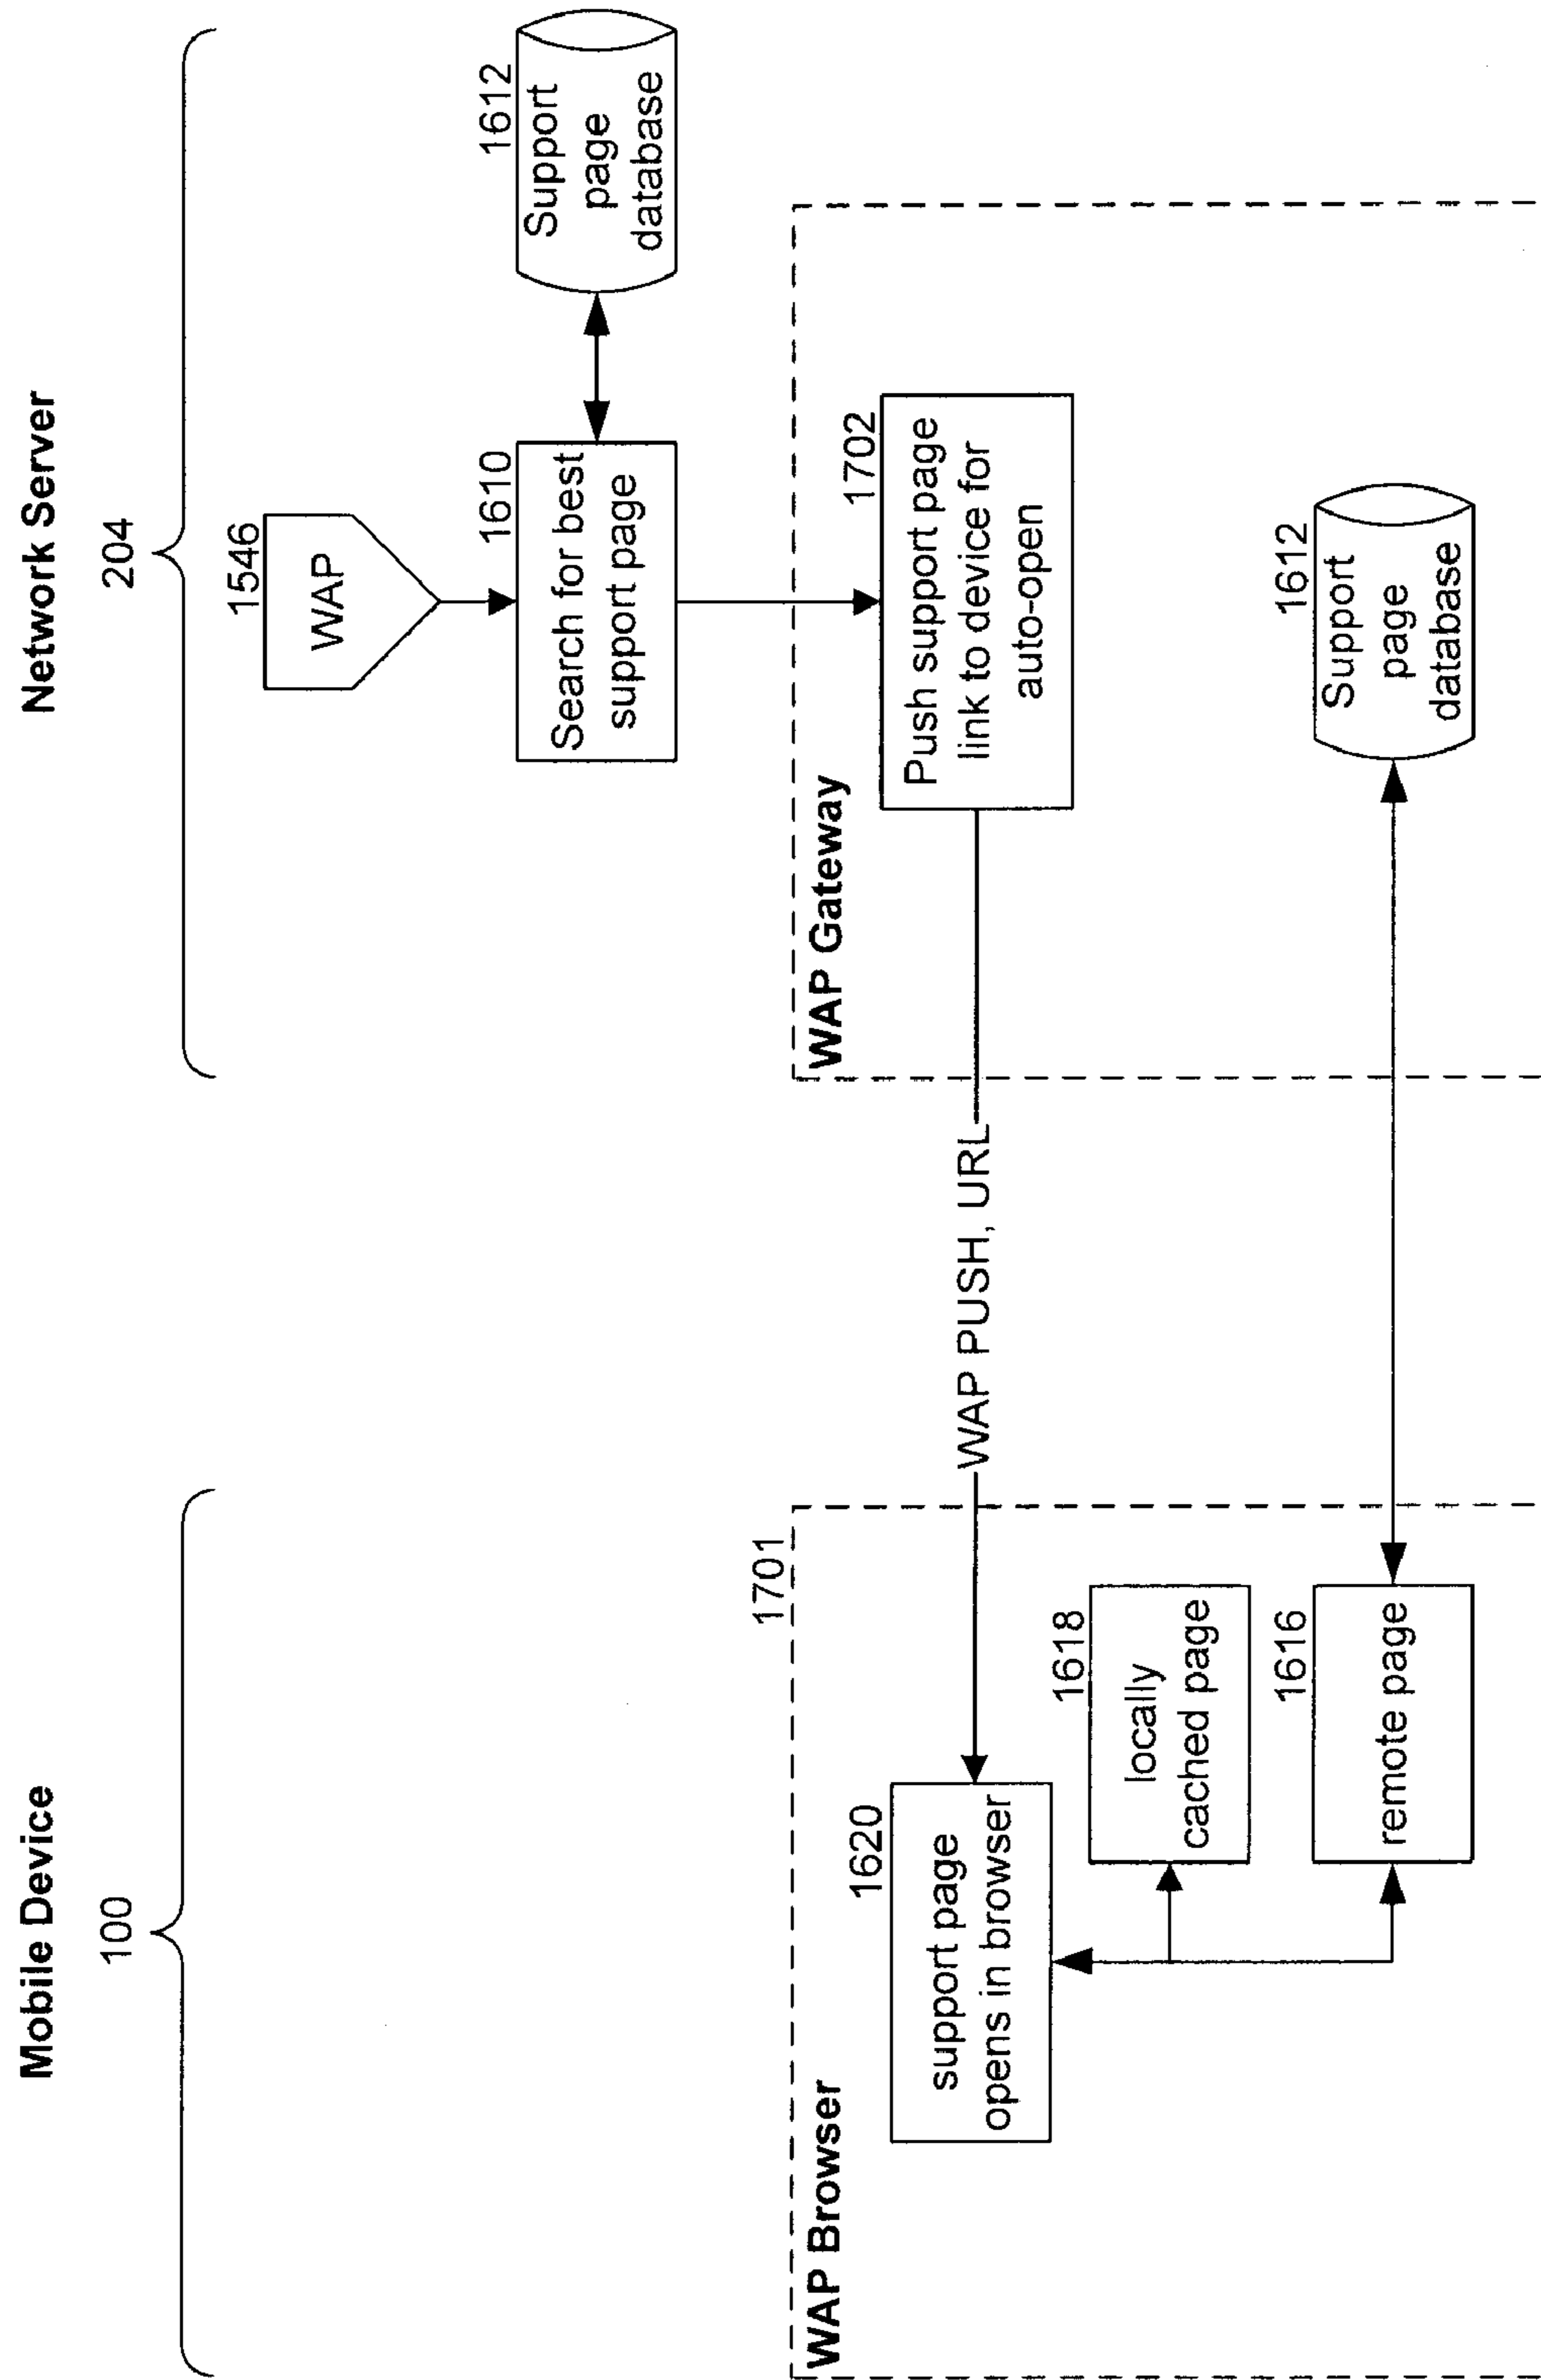 Mobile Device
100
Network Server
204
1546
WAP
1610
Search for best
support page
1612
Support
page
database
WAP Browser
1701
1620
support page
opens in browser
1618
locally
cached page
1616
remote page
WAP PUSH, URL
WAP Gateway
1702
Push support page
link to device for
auto-open
1612
Support
page
database